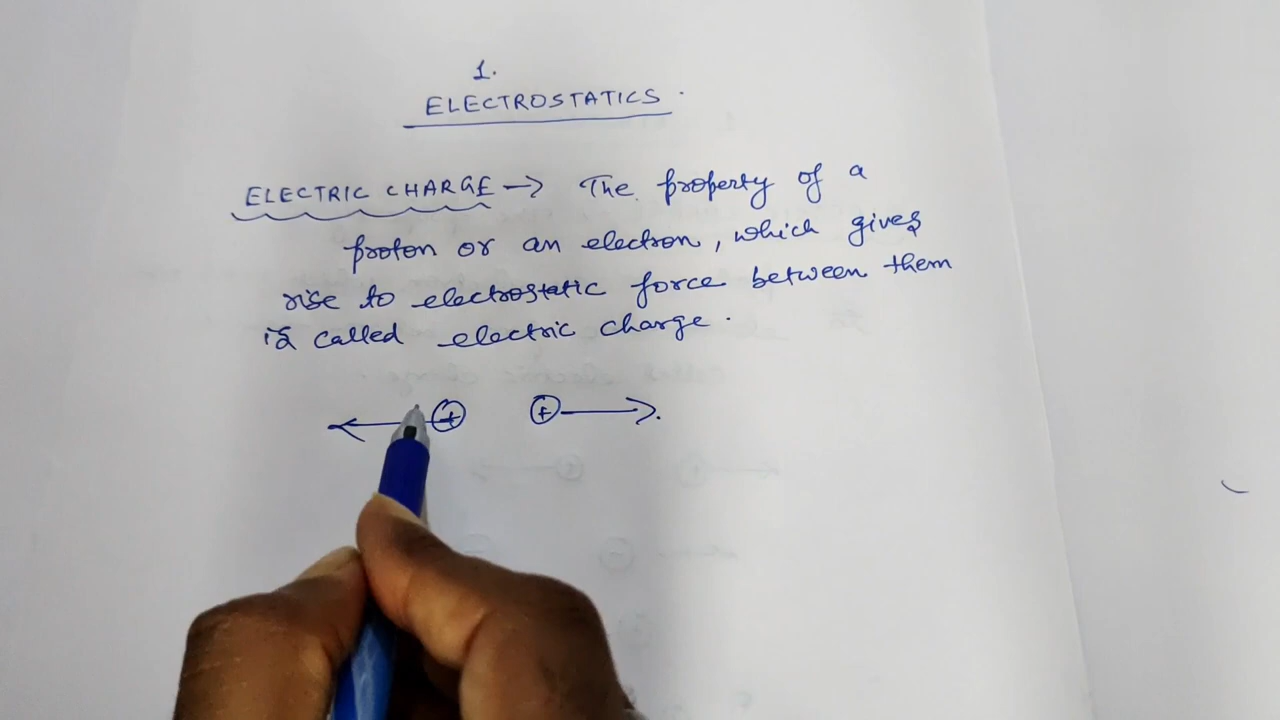 1.
ELECTROSTATICS.
ELECTRIC CHARGE → The property of a
proton or an electron, which gives
rise to electrostatic force between them
is called electric charge.
+ +